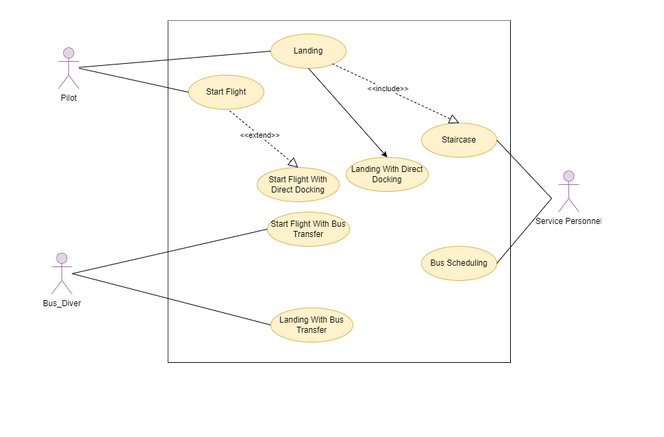 Landing
<<include>>
Pilot
Start Flight
<<extend>>
Staircase
Landing With Direct
Docking
Start Flight With
Direct Docking
Service Personnel
Start Flight With Bus
Transfer
Bus Scheduling
Bus_Diver
Landing With Bus
Transfer